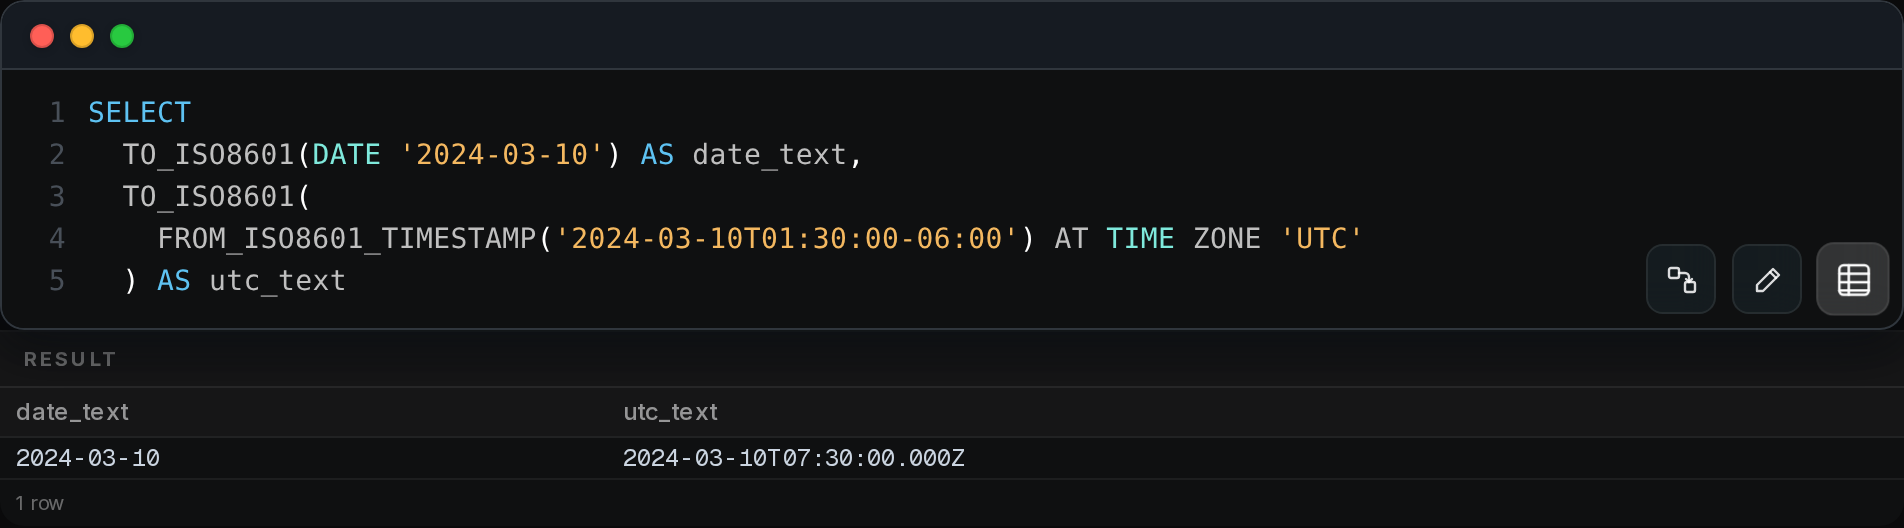 1 SELECT
2 TO_ISO8601(DATE '2024-03-10') AS date_text,
3 TO_ISO8601(
4 FROM_ISO8601_TIMESTAMP('2024-03-10T01:30:00-06:00') AT TIME ZONE 'UTC'
5 ) AS utc_text
RESULT
date_text utc_text
2024-03-10 2024-03-10T07:30:00.000Z
1 row